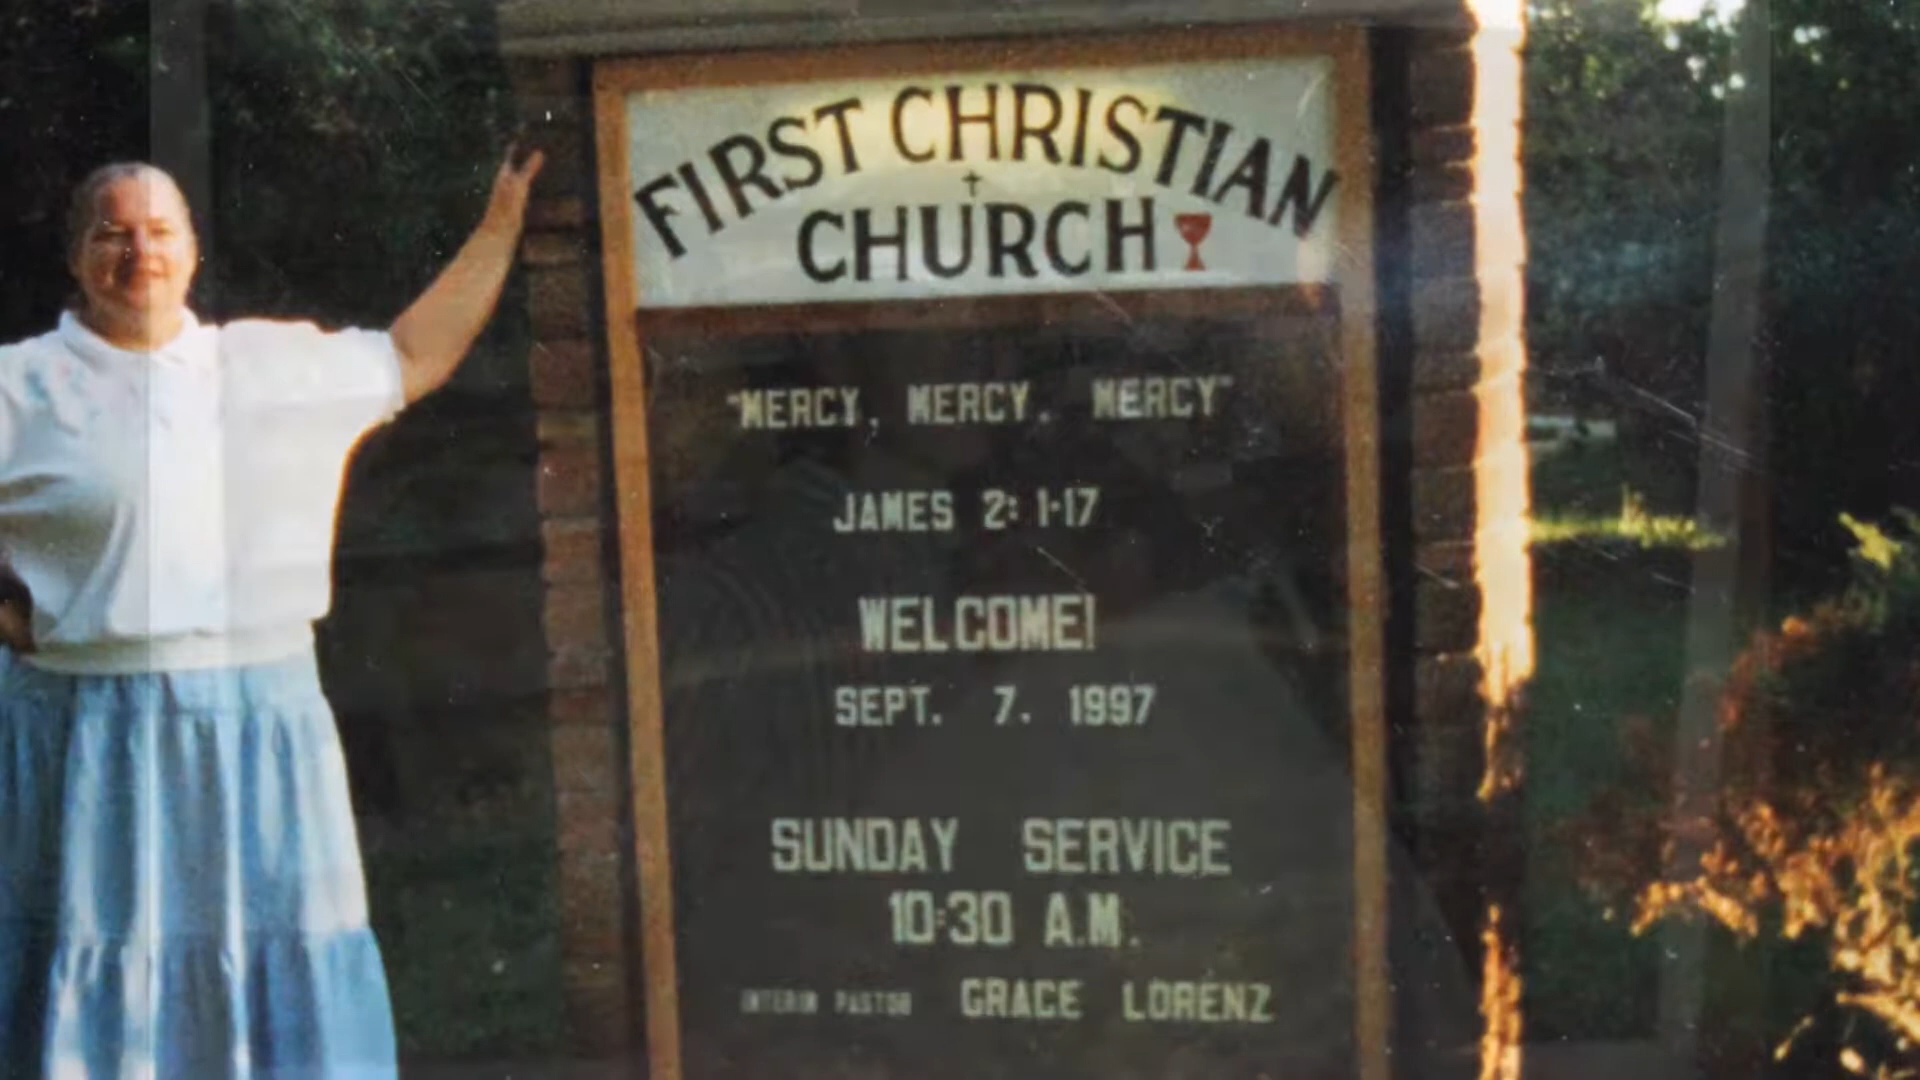 FIRST CHRISTIAN
CHURCH
"MERCY, MERCY, MERCY"
JAMES 2: 1-17
WELCOME!
SEPT. 7. 1997
SUNDAY SERVICE
10:30 A.M.
INTERIM PASTOR GRACE LORENZ